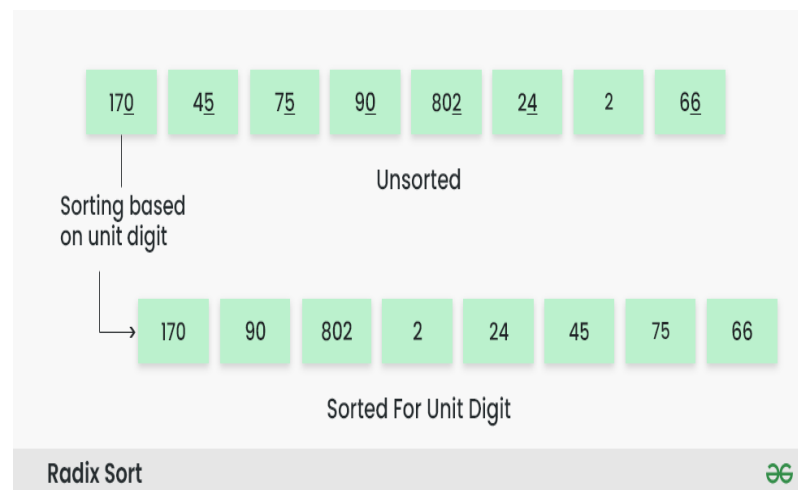 170 45 75 90 802 24 2 66
Unsorted
Sorting based
on unit digit
170 90 802 2 24 45 75 66
Sorted For Unit Digit
Radix Sort